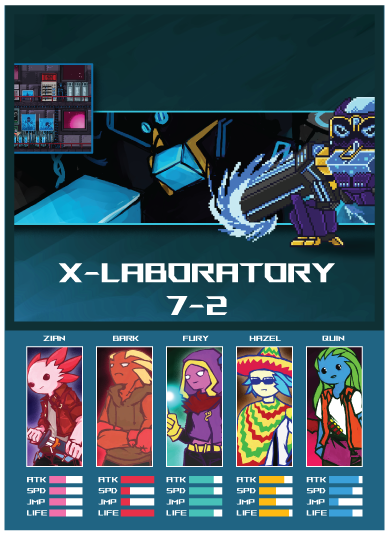 X-LABORATORY
7-2
ZIAN BARK FURY HAZEL QUIN
ATK ATK ATK ATK ATK
SPD SPD SPD SPD SPD
JMP JMP JMP JMP JMP
LIFE LIFE LIFE LIFE LIFE